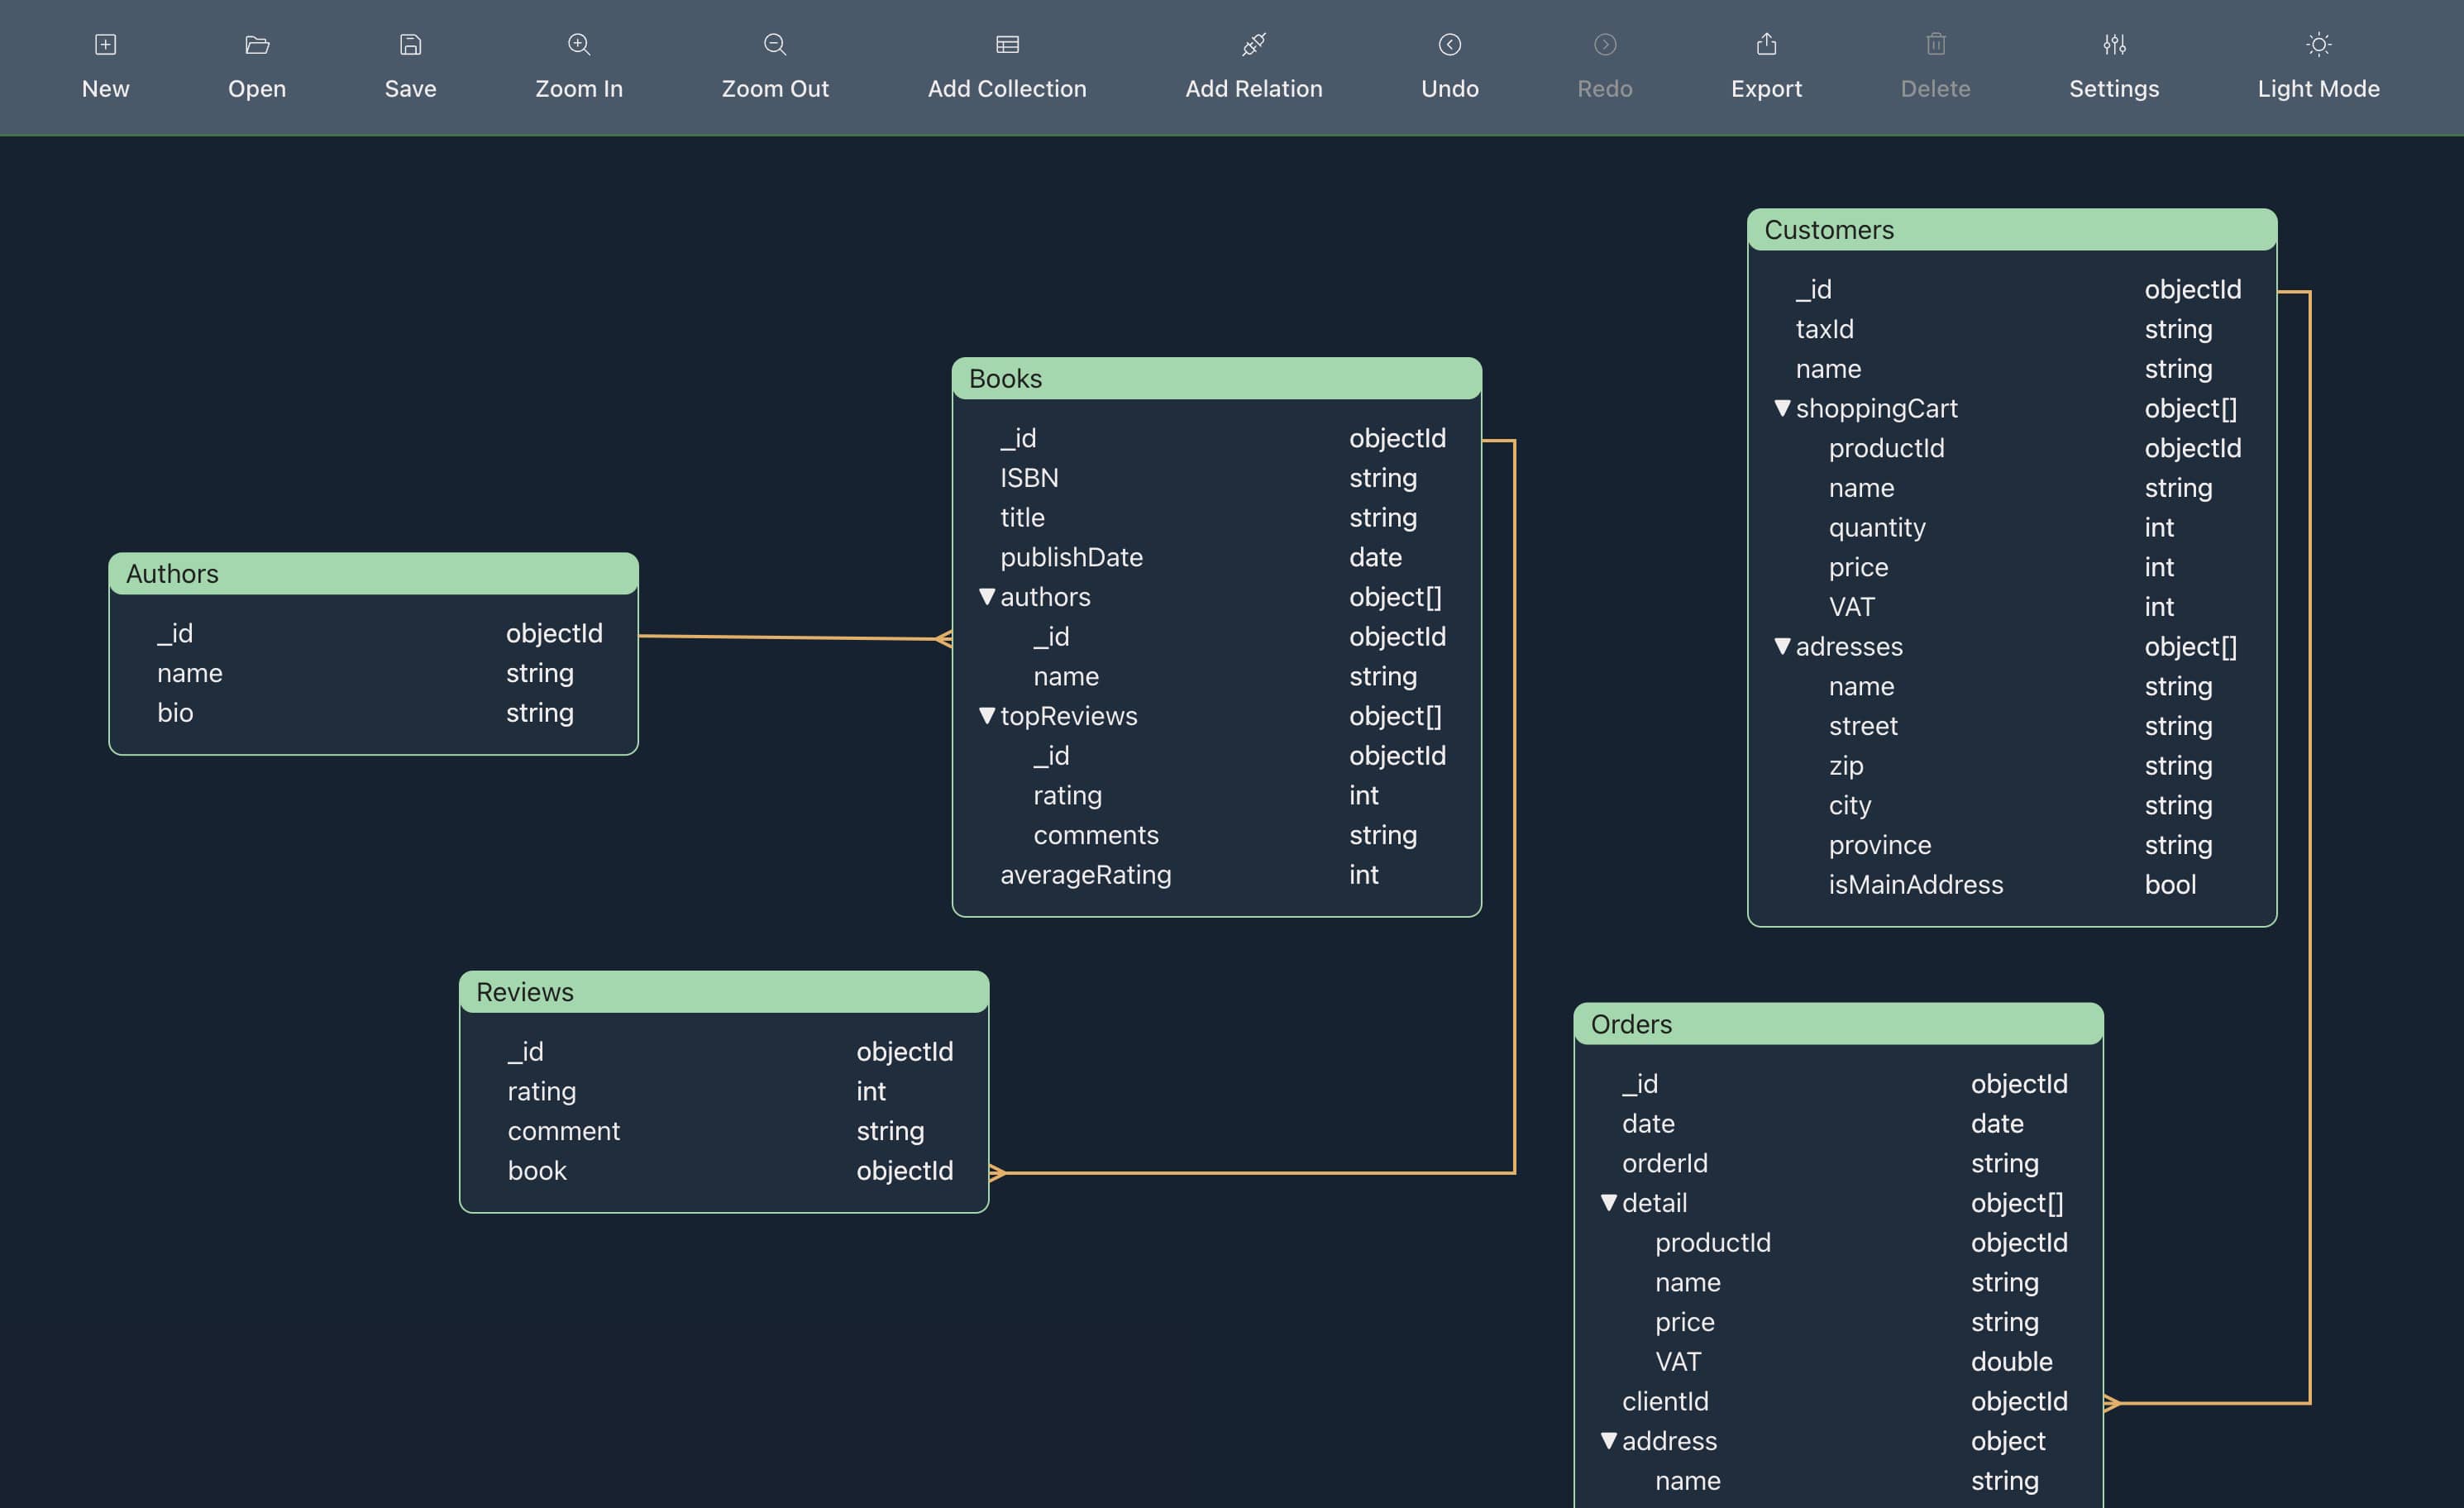 New Open Save Zoom In Zoom Out Add Collection Add Relation Undo Redo Export Delete Settings Light Mode
Authors
_id objectId
name string
bio string
Books
_id objectId
ISBN string
title string
publishDate date
authors object[]
_id objectId
name string
topReviews object[]
_id objectId
rating int
comments string
averageRating int
Reviews
_id objectId
rating int
comment string
book objectId
Customers
_id objectId
taxId string
name string
shoppingCart object[]
productId objectId
name string
quantity int
price int
VAT int
adresses object[]
name string
street string
zip string
city string
province string
isMainAddress bool
Orders
_id objectId
date date
orderId string
detail object[]
productId objectId
name string
price string
VAT double
clientId objectId
address object
name string